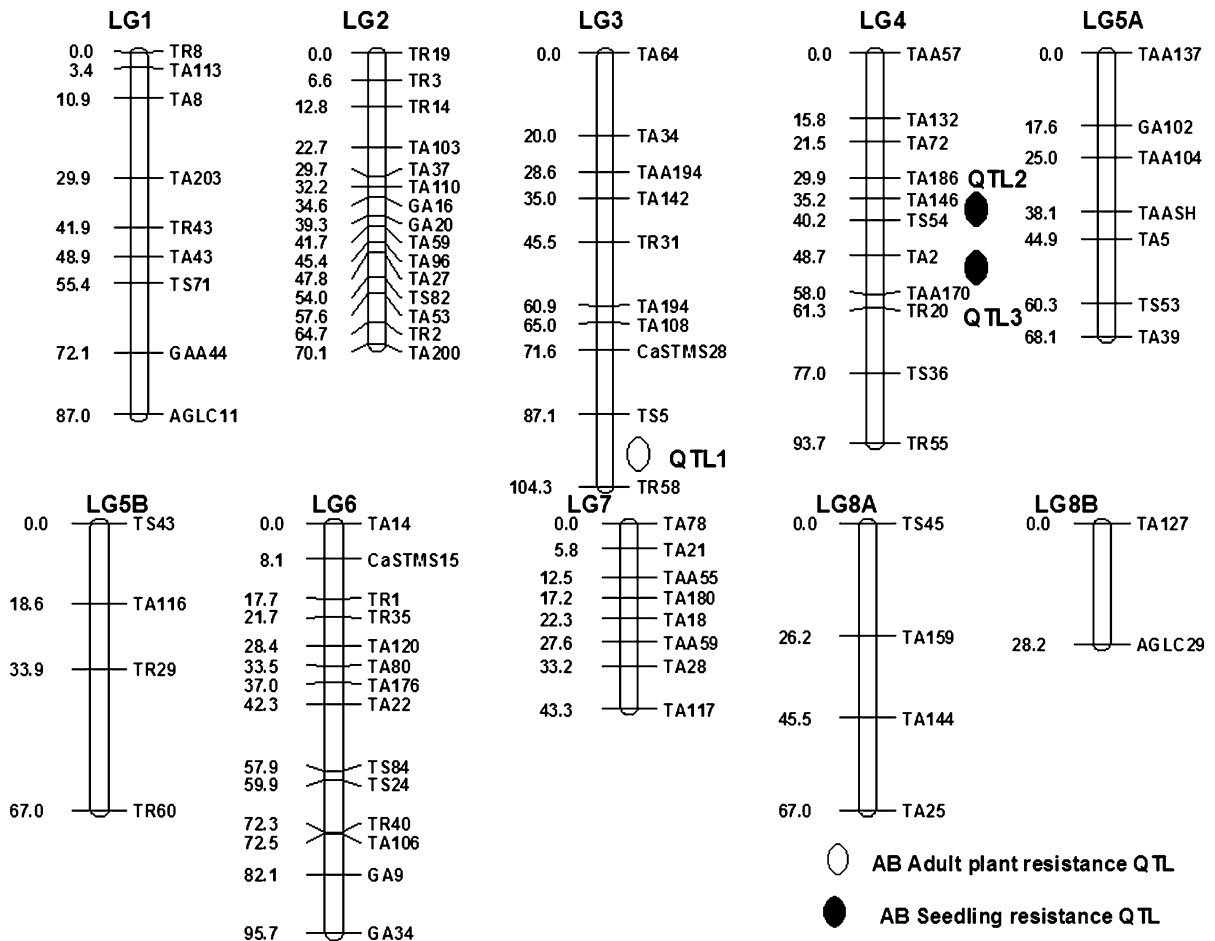 LG1
0.0 TR8
3.4 TA113
10.9 TA8
29.9 TA203
41.9 TR43
48.9 TA43
55.4 TS71
72.1 GAA44
87.0 AGLC11
LG2
0.0 TR19
6.6 TR3
12.8 TR14
22.7 TA103
29.7 TA37
32.2 TA110
34.6 GA16
39.3 GA20
41.7 TA59
45.4 TA96
47.8 TA27
54.0 TS82
57.6 TA53
64.7 TR2
70.1 TA200
LG3
0.0 TA64
20.0 TA34
28.6 TAA194
35.0 TA142
45.5 TR31
60.9 TA194
65.0 TA108
71.6 CaSTMS28
87.1 TS5
QTL1
104.3 TR58
LG4
0.0 TAA57
15.8 TA132
21.5 TA72
29.9 TA186
QTL2
35.2 TA146
40.2 TS54
48.7 TA2
58.0 TAA170
61.3 TR20
QTL3
77.0 TS36
93.7 TR55
LG5A
0.0 TAA137
17.6 GA102
25.0 TAA104
38.1 TAASH
44.9 TA5
60.3 TS53
68.1 TA39
LG5B
0.0 TS43
18.6 TA116
33.9 TR29
67.0 TR60
LG6
0.0 TA14
8.1 CaSTMS15
17.7 TR1
21.7 TR35
28.4 TA120
33.5 TA80
37.0 TA176
42.3 TA22
57.9 TS84
59.9 TS24
72.3 TR40
72.5 TA106
82.1 GA9
95.7 GA34
LG7
0.0 TA78
5.8 TA21
12.5 TAA55
17.2 TA180
22.3 TA18
27.6 TAA59
33.2 TA28
43.3 TA117
LG8A
0.0 TS45
26.2 TA159
45.5 TA144
67.0 TA25
LG8B
0.0 TA127
28.2 AGLC29
AB Adult plant resistance QTL
AB Seedling resistance QTL